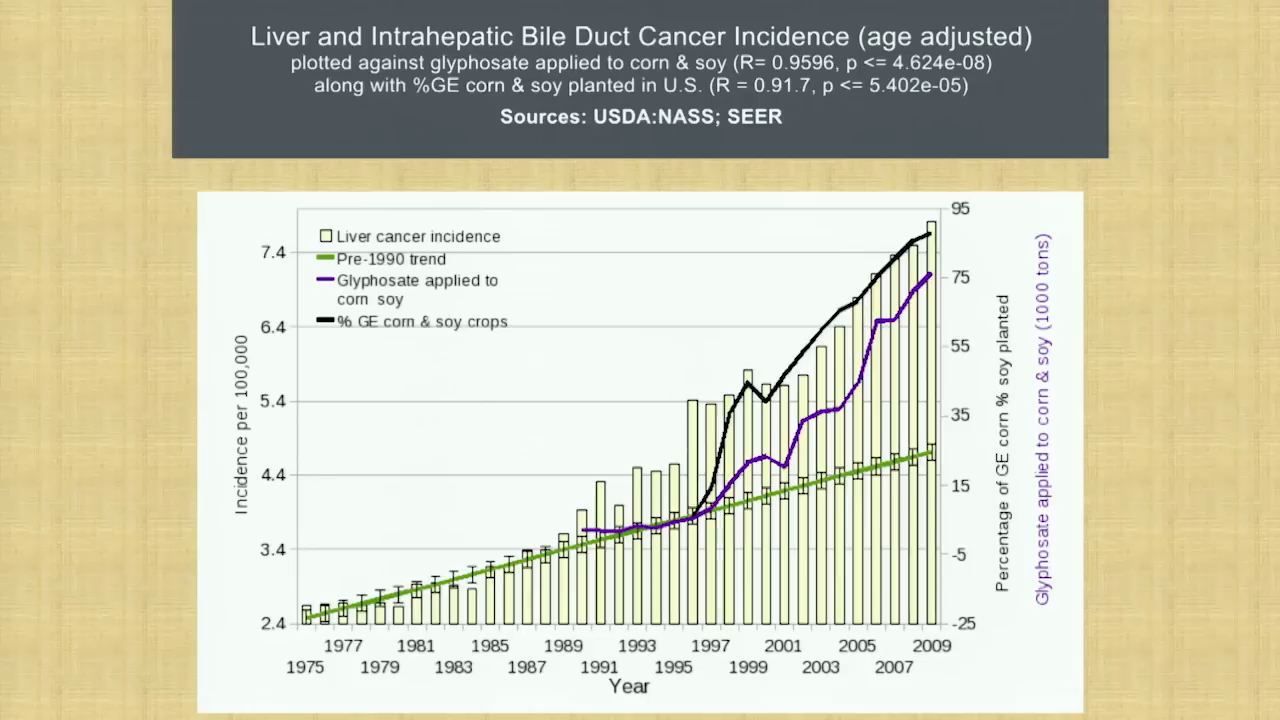 Liver and Intrahepatic Bile Duct Cancer Incidence (age adjusted)
plotted against glyphosate applied to corn & soy (R= 0.9596, p <= 4.624e-08)
along with %GE corn & soy planted in U.S. (R = 0.91.7, p <= 5.402e-05)
Sources: USDA:NASS; SEER
Liver cancer incidence
Pre-1990 trend
Glyphosate applied to
corn soy
% GE corn & soy crops
Incidence per 100,000
7.4
6.4
5.4
4.4
3.4
2.4
95
75
55
35
15
-5
-25
Percentage of GE corn % soy planted
Glyphosate applied to corn & soy (1000 tons)
1977 1981 1985 1989 1993 1997 2001 2005 2009
1975 1979 1983 1987 1991 1995 1999 2003 2007
Year